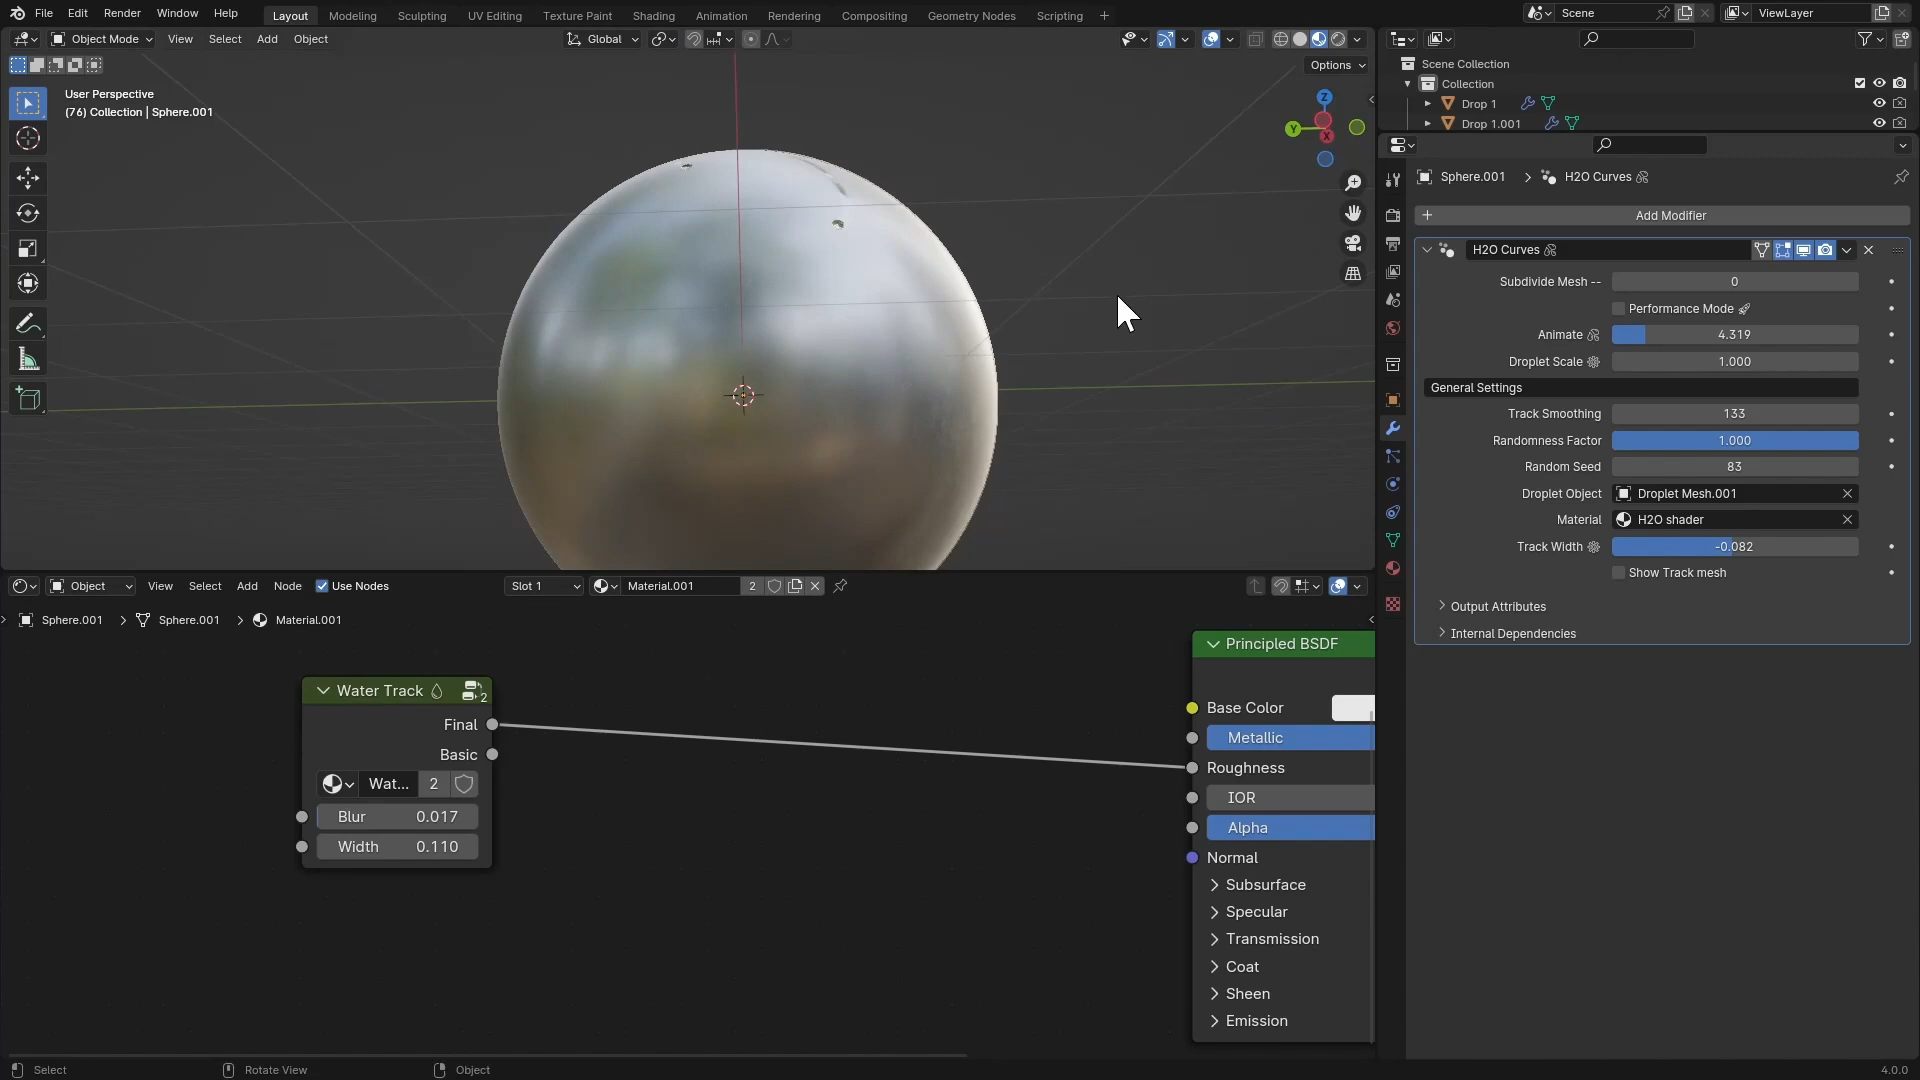 File Edit Render Window Help Layout Modeling Sculpting UV Editing Texture Paint Shading Animation Rendering Compositing Geometry Nodes Scripting + Scene ViewLayer
Object Mode View Select Add Object Global
Options
User Perspective
(76) Collection | Sphere.001
Z
Y
X
Scene Collection
Collection
Drop 1
Drop 1.001
Sphere.001 > H2O Curves
+ Add Modifier
H2O Curves
Subdivide Mesh -- 0
Performance Mode
Animate 4.319
Droplet Scale 1.000
General Settings
Track Smoothing 133
Randomness Factor 1.000
Random Seed 83
Droplet Object Droplet Mesh.001
Material H2O shader
Track Width -0.082
Show Track mesh
Output Attributes
Internal Dependencies
Object View Select Add Node Use Nodes Slot 1 Material.001 2
Sphere.001 > Sphere.001 > Material.001
Water Track 2
Final
Basic
Wat... 2
Blur 0.017
Width 0.110
Principled BSDF
Base Color
Metallic
Roughness
IOR
Alpha
Normal
Subsurface
Specular
Transmission
Coat
Sheen
Emission
Select Rotate View Object 4.0.0